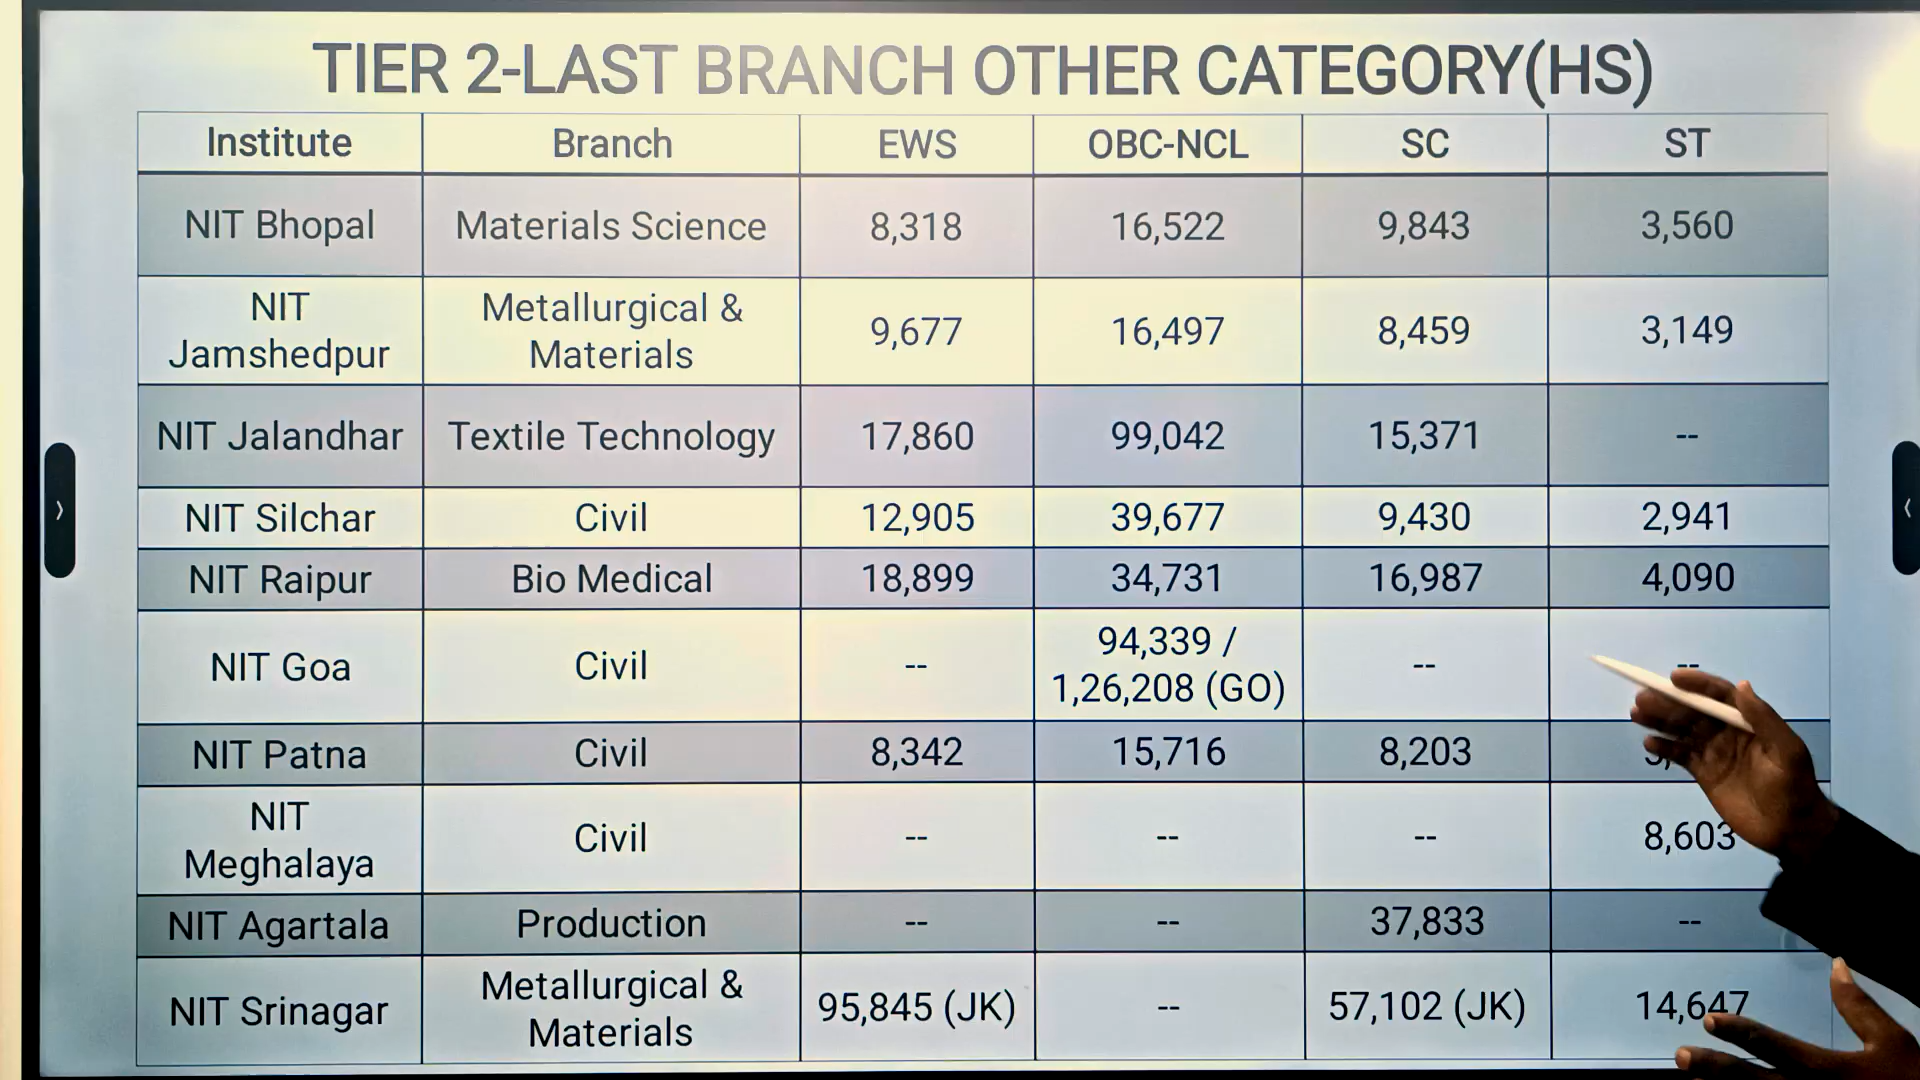 TIER 2-LAST BRANCH OTHER CATEGORY(HS)
Institute Branch EWS OBC-NCL SC ST
NIT Bhopal Materials Science 8,318 16,522 9,843 3,560
NIT Jamshedpur Metallurgical & Materials 9,677 16,497 8,459 3,149
NIT Jalandhar Textile Technology 17,860 99,042 15,371 --
NIT Silchar Civil 12,905 39,677 9,430 2,941
NIT Raipur Bio Medical 18,899 34,731 16,987 4,090
NIT Goa Civil -- 94,339 / 1,26,208 (GO) -- --
NIT Patna Civil 8,342 15,716 8,203
NIT Meghalaya Civil -- -- -- 8,603
NIT Agartala Production -- -- 37,833 --
NIT Srinagar Metallurgical & Materials 95,845 (JK) -- 57,102 (JK) 14,647